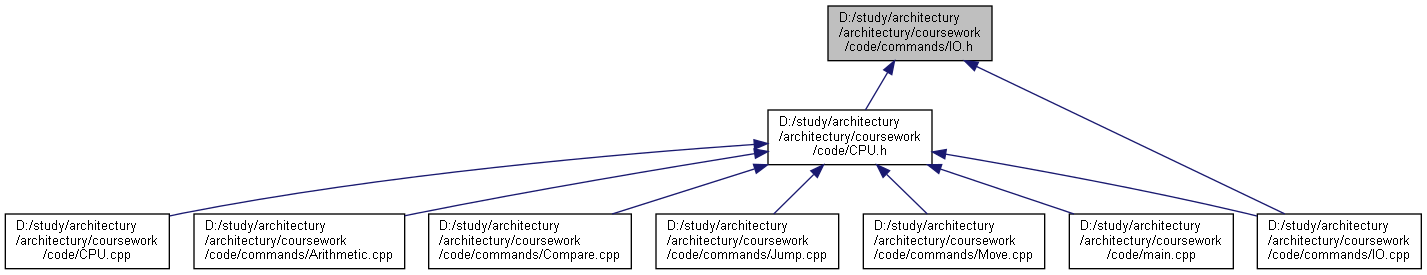 D:/study/architectury
/architectury/coursework
/code/commands/IO.h
D:/study/architectury
/architectury/coursework
/code/CPU.h
D:/study/architectury
/architectury/coursework
/code/CPU.cpp
D:/study/architectury
/architectury/coursework
/code/commands/Arithmetic.cpp
D:/study/architectury
/architectury/coursework
/code/commands/Compare.cpp
D:/study/architectury
/architectury/coursework
/code/commands/Jump.cpp
D:/study/architectury
/architectury/coursework
/code/commands/Move.cpp
D:/study/architectury
/architectury/coursework
/code/main.cpp
D:/study/architectury
/architectury/coursework
/code/commands/IO.cpp